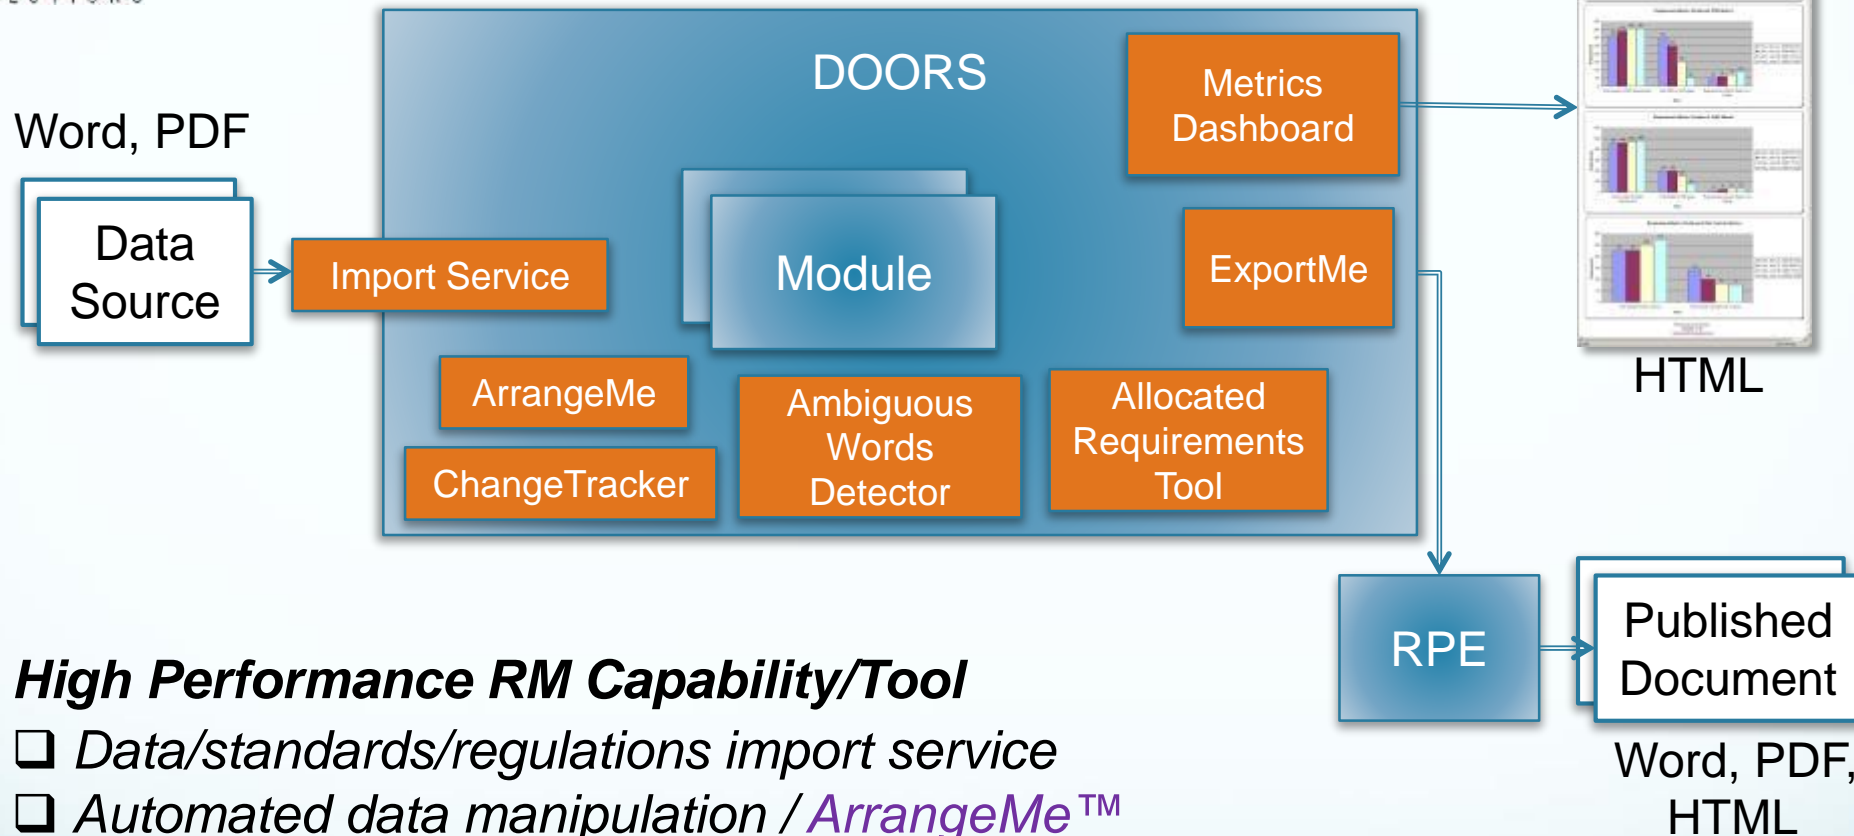 DOORS
Metrics
Dashboard
Word, PDF
Data
Source
Import Service
Module
ExportMe
HTML
ArrangeMe
ChangeTracker
Ambiguous
Words
Detector
Allocated
Requirements
Tool
RPE
Published
Document
Word, PDF,
HTML
High Performance RM Capability/Tool
Data/standards/regulations import service
Automated data manipulation / ArrangeMe™